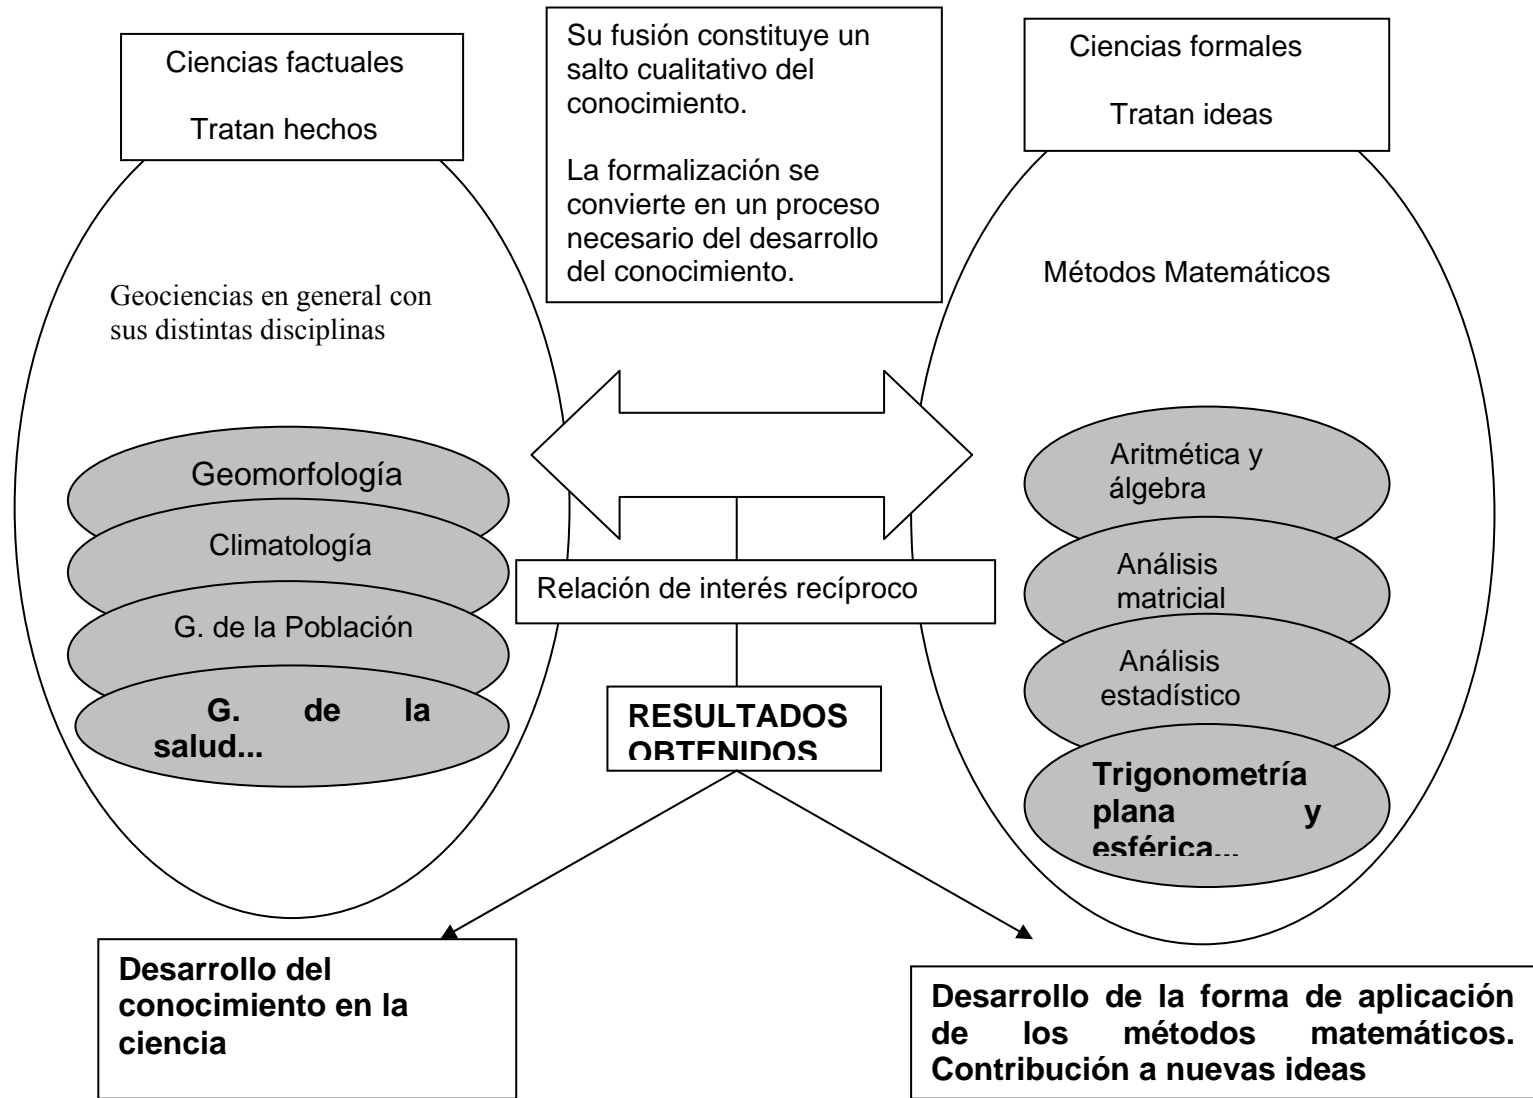 Ciencias factuales
Tratan hechos
Su fusión constituye un
salto cualitativo del
conocimiento.
La formalización se
convierte en un proceso
necesario del desarrollo
del conocimiento.
Ciencias formales
Tratan ideas
Geociencias en general con
sus distintas disciplinas
Métodos Matemáticos
Geomorfología
Climatología
G. de la Población
G. de la
salud...
Aritmética y
álgebra
Análisis
matricial
Análisis
estadístico
Trigonometría
plana y
esférica...
Relación de interés recíproco
RESULTADOS
OBTENIDOS
Desarrollo del
conocimiento en la
ciencia
Desarrollo de la forma de aplicación
de los métodos matemáticos.
Contribución a nuevas ideas